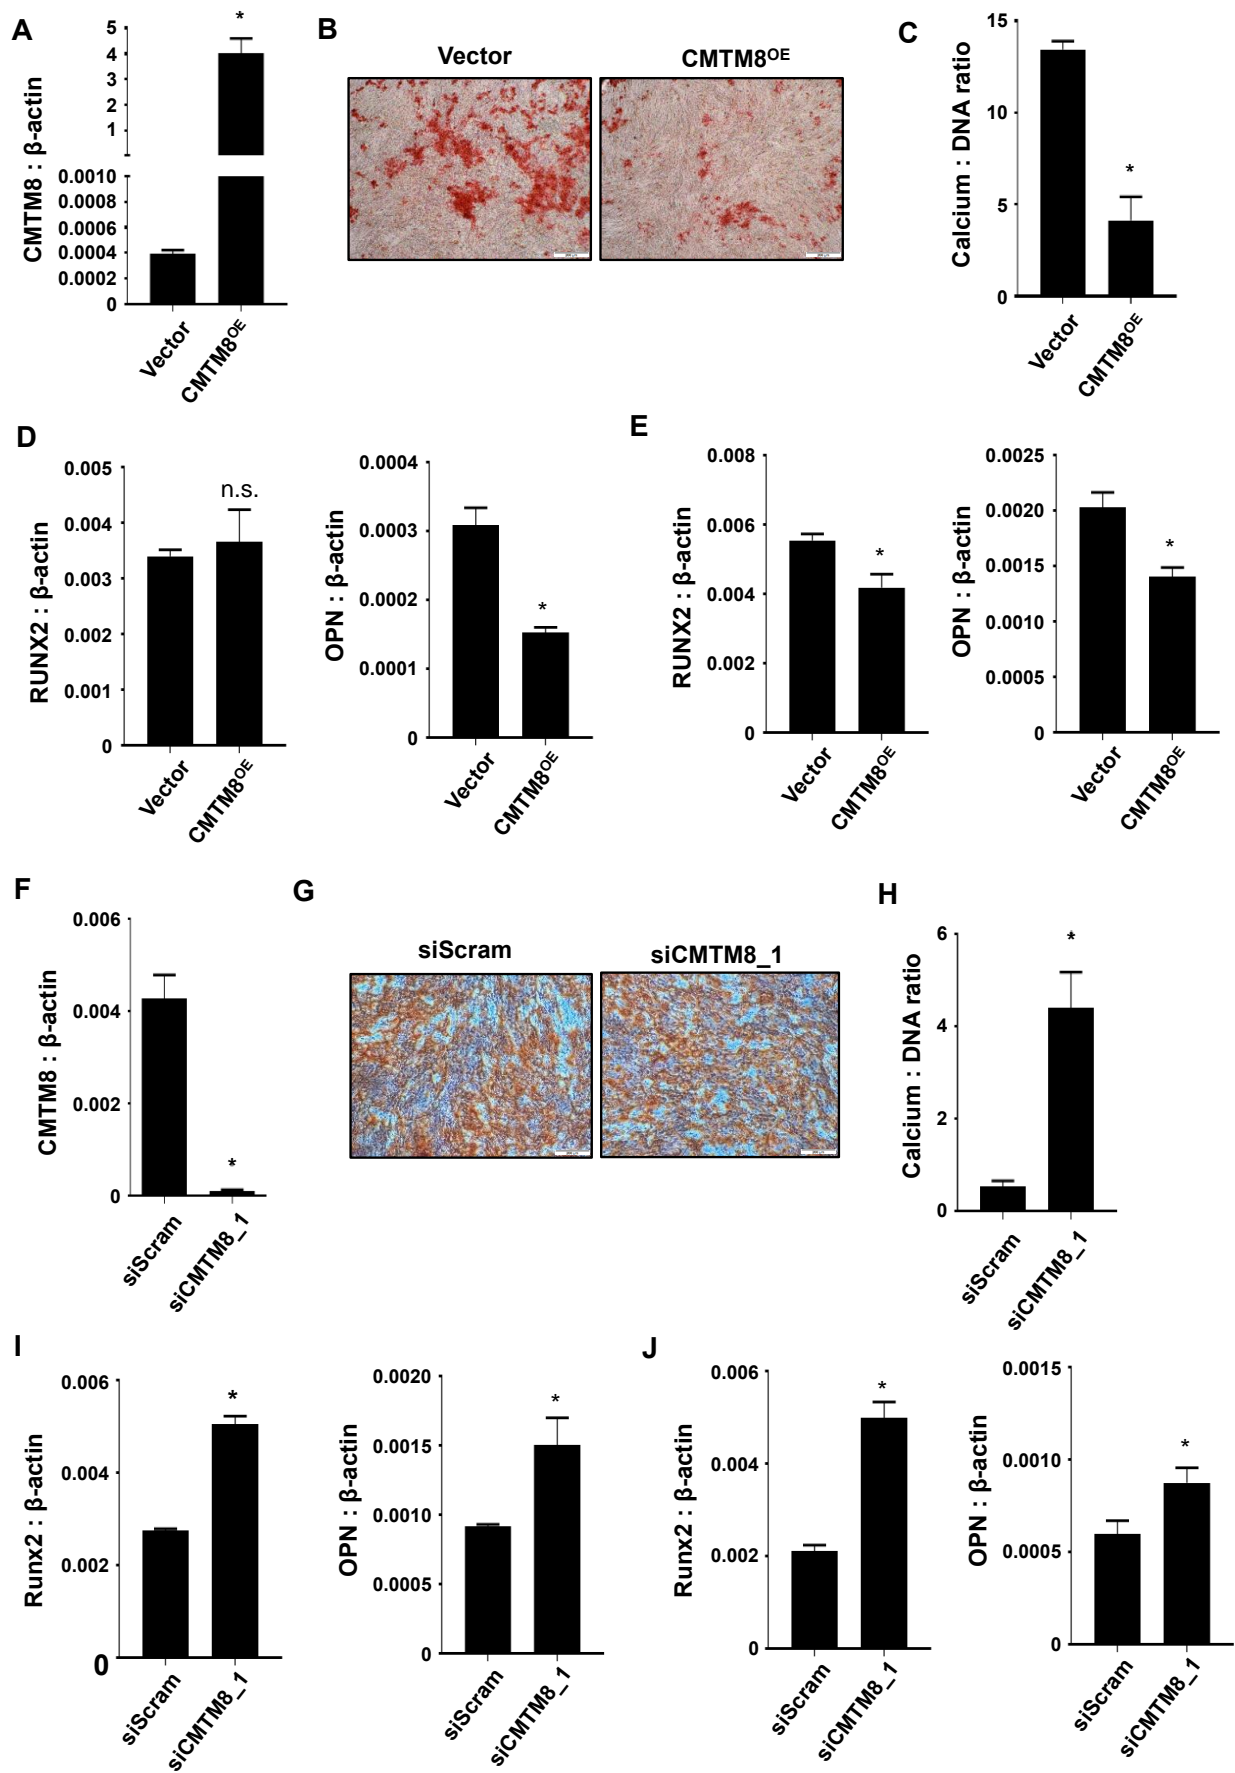 A
CMTM8 : β-actin
5
4
3
2
1
0.0010
0.0008
0.0006
0.0004
0.0002
0
*
Vector
CMTM8OE
B
Vector
CMTM8OE
C
Calcium : DNA ratio
15
10
5
0
*
Vector
CMTM8OE
D
RUNX2 : β-actin
0.005
0.004
0.003
0.002
0.001
0
n.s.
Vector
CMTM8OE
OPN : β-actin
0.0004
0.0003
0.0002
0.0001
0
*
Vector
CMTM8OE
E
RUNX2 : β-actin
0.008
0.006
0.004
0.002
0
*
Vector
CMTM8OE
OPN : β-actin
0.0025
0.0020
0.0015
0.0010
0.0005
0
*
Vector
CMTM8OE
F
CMTM8 : β-actin
0.006
0.004
0.002
0
*
siScram
siCMTM8_1
G
siScram
siCMTM8_1
H
Calcium : DNA ratio
6
4
2
0
*
siScram
siCMTM8_1
I
Runx2 : β-actin
0.006
0.004
0.002
0
*
siScram
siCMTM8_1
OPN : β-actin
0.0020
0.0015
0.0010
0.0005
0
*
siScram
siCMTM8_1
J
Runx2 : β-actin
0.006
0.004
0.002
0
*
siScram
siCMTM8_1
OPN : β-actin
0.0015
0.0010
0.0005
0
*
siScram
siCMTM8_1